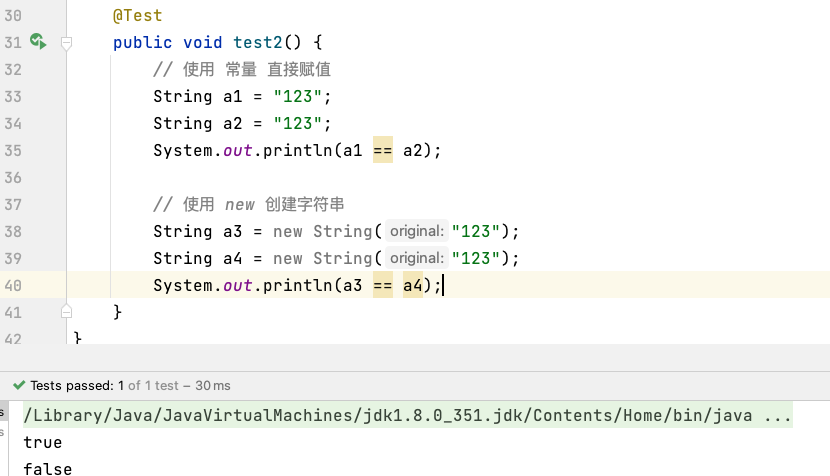 30 @Test
31 public void test2() {
32 // 使用 常量 直接赋值
33 String a1 = "123";
34 String a2 = "123";
35 System.out.println(a1 == a2);
36
37 // 使用 new 创建字符串
38 String a3 = new String( original: "123");
39 String a4 = new String( original: "123");
40 System.out.println(a3 == a4);
41 }
42 }
Tests passed: 1 of 1 test – 30 ms
/Library/Java/JavaVirtualMachines/jdk1.8.0_351.jdk/Contents/Home/bin/java ...
true
false